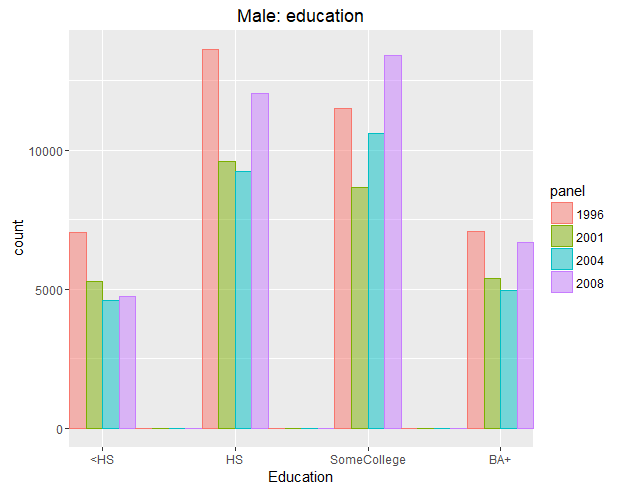 Male: education
count
10000
5000
0
<HS
HS
SomeCollege
BA+
Education
panel
1996
2001
2004
2008